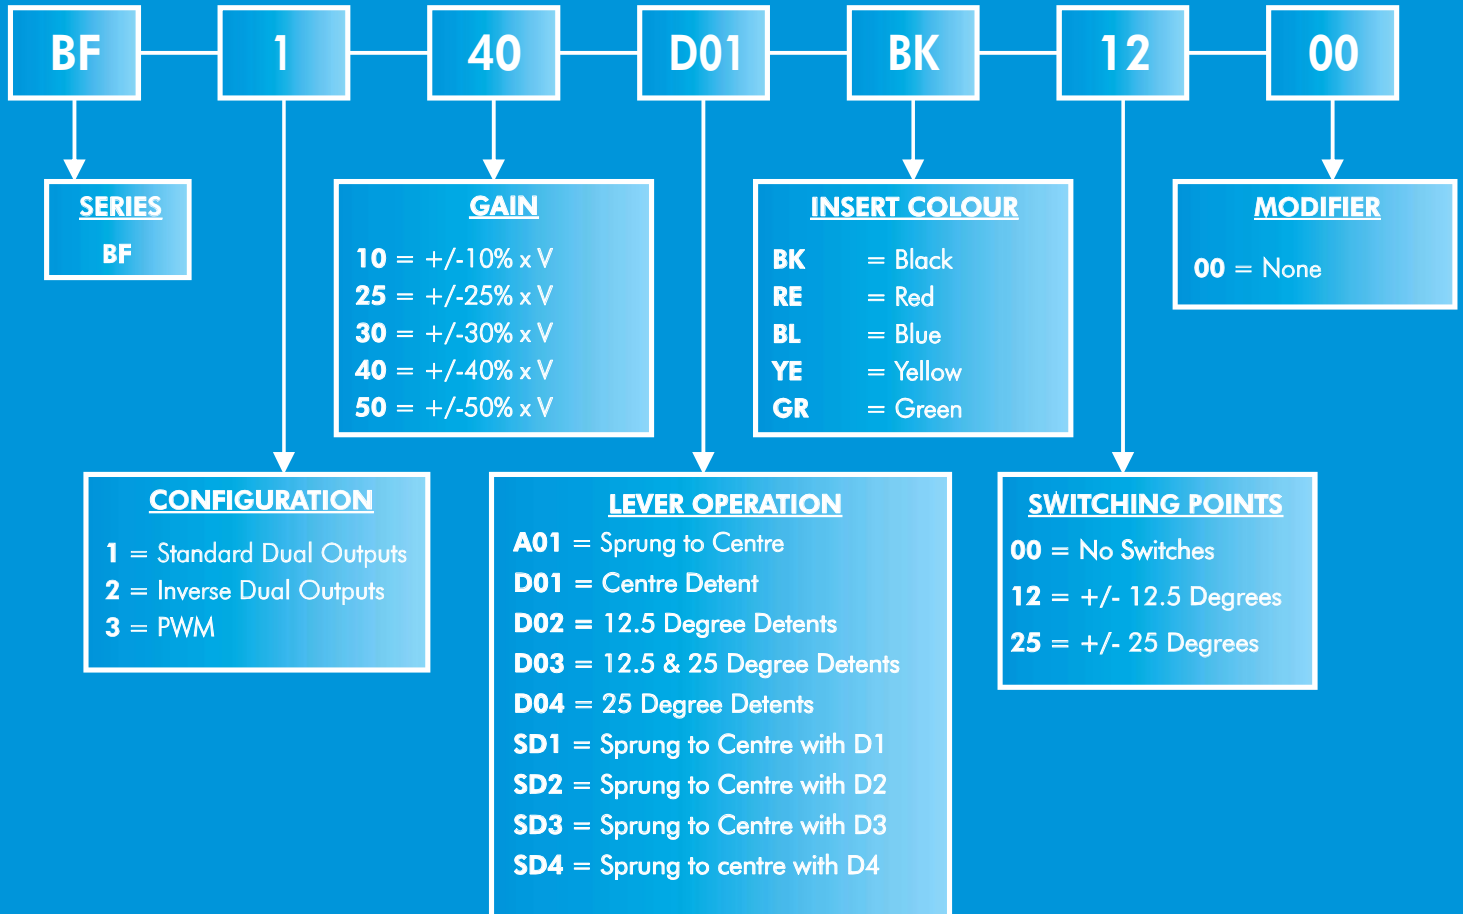 BF 1 40 D01 BK 12 00
SERIES
BF
GAIN
10 = +/-10% x V
25 = +/-25% x V
30 = +/-30% x V
40 = +/-40% x V
50 = +/-50% x V
INSERT COLOUR
BK = Black
RE = Red
BL = Blue
YE = Yellow
GR = Green
MODIFIER
00 = None
CONFIGURATION
1 = Standard Dual Outputs
2 = Inverse Dual Outputs
3 = PWM
LEVER OPERATION
A01 = Sprung to Centre
D01 = Centre Detent
D02 = 12.5 Degree Detents
D03 = 12.5 & 25 Degree Detents
D04 = 25 Degree Detents
SD1 = Sprung to Centre with D1
SD2 = Sprung to Centre with D2
SD3 = Sprung to Centre with D3
SD4 = Sprung to centre with D4
SWITCHING POINTS
00 = No Switches
12 = +/- 12.5 Degrees
25 = +/- 25 Degrees